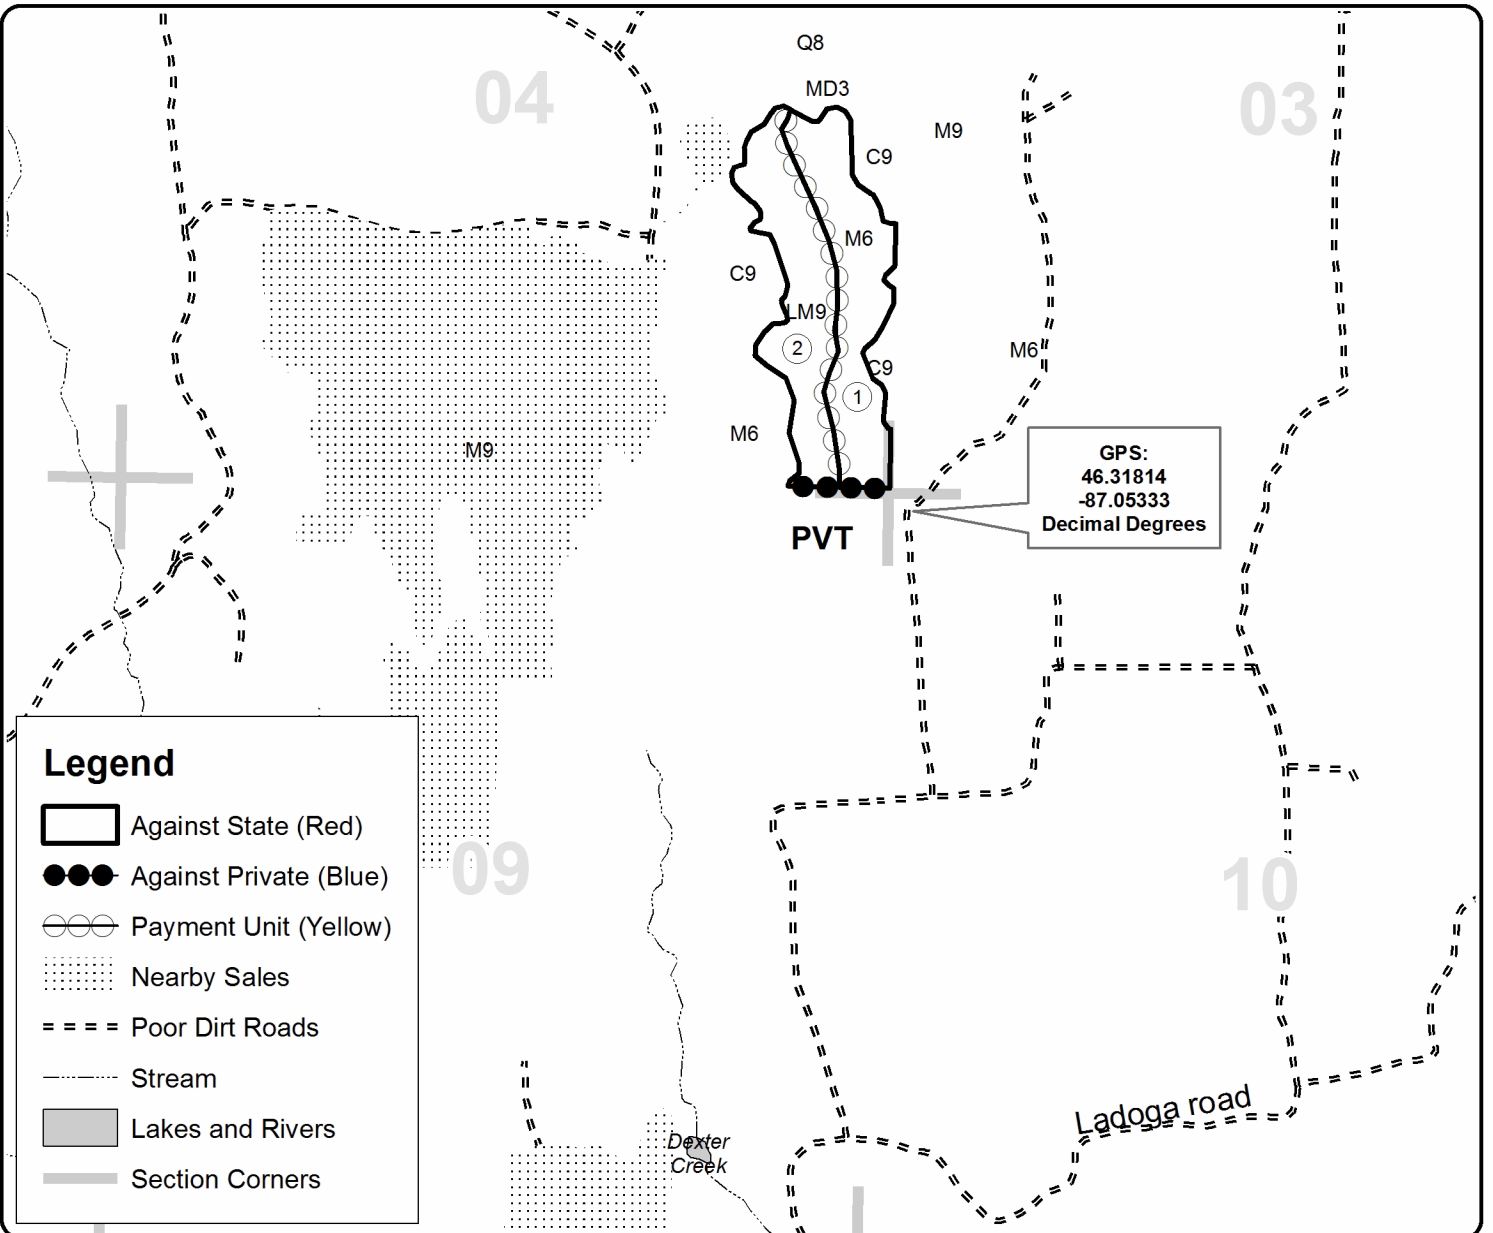 Q8
MD3
04
03
M9
C9
M6
C9
LM9
2
M6
C9
1
M6
M9
GPS:
46.31814
-87.05333
Decimal Degrees
PVT
Legend
Against State (Red)
Against Private (Blue)
Payment Unit (Yellow)
Nearby Sales
Poor Dirt Roads
Stream
Lakes and Rivers
Section Corners
09
10
Ladoga road
Dexter
Creek